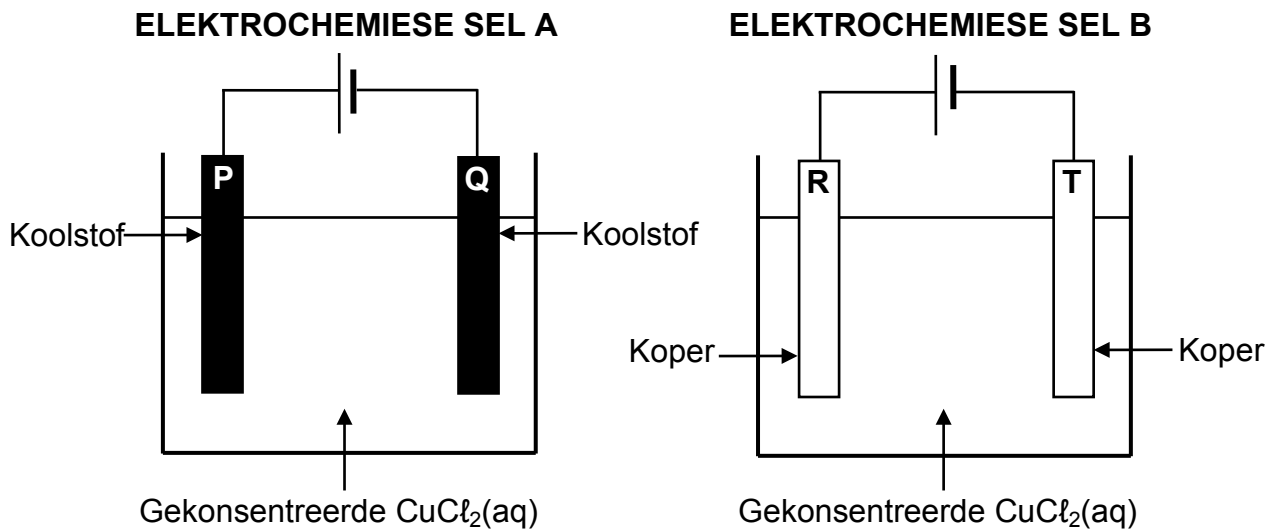 ELEKTROCHEMIESE SEL A
ELEKTROCHEMIESE SEL B
P
Q
R
T
Koolstof
Koolstof
Koper
Koper
Gekonsentreerde CuCℓ₂(aq)
Gekonsentreerde CuCℓ₂(aq)